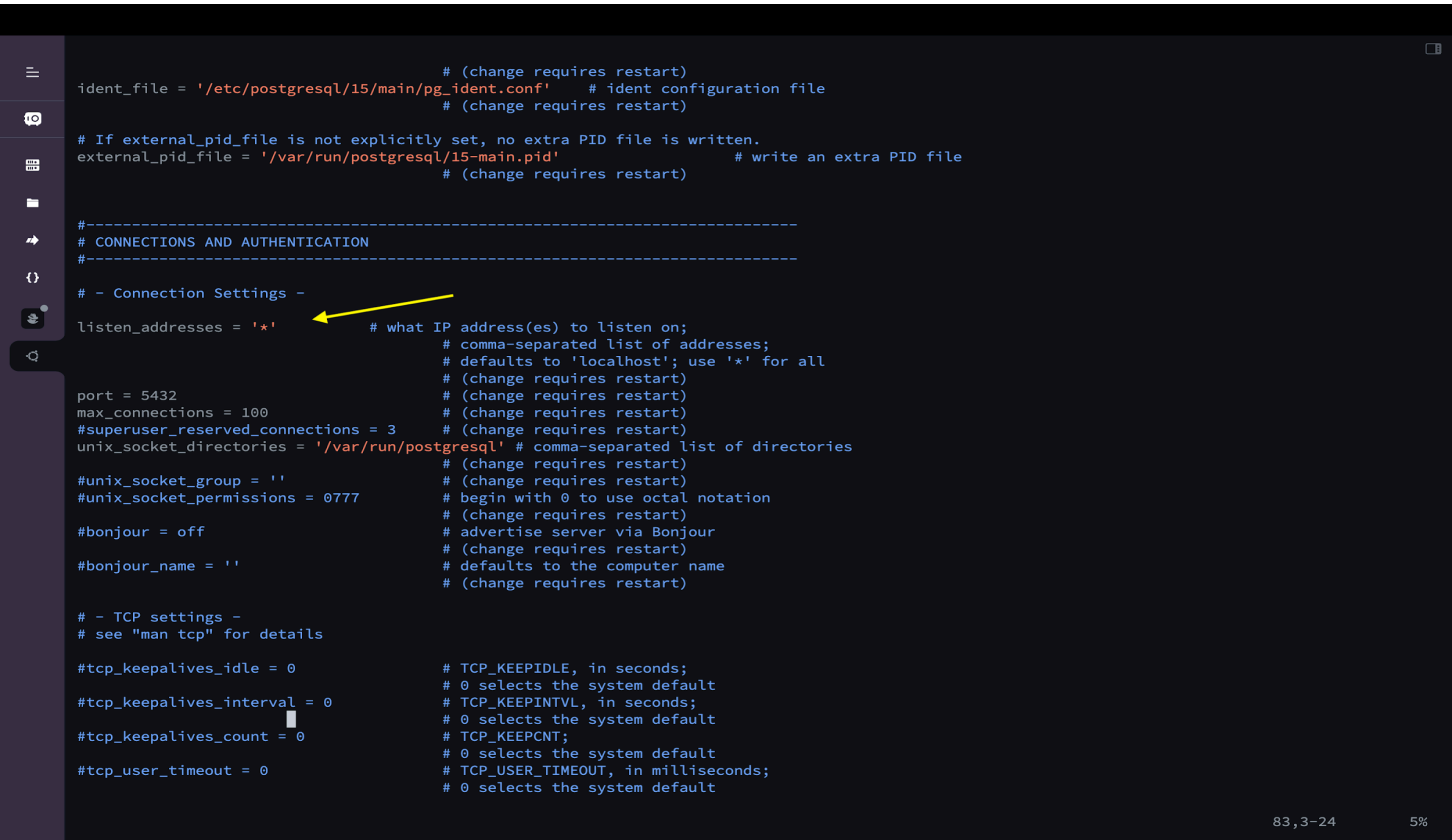 # (change requires restart)
ident_file = '/etc/postgresql/15/main/pg_ident.conf'    # ident configuration file
# (change requires restart)
# If external_pid_file is not explicitly set, no extra PID file is written.
external_pid_file = '/var/run/postgresql/15-main.pid'                   # write an extra PID file
# (change requires restart)
#------------------------------------------------------------------------------
# CONNECTIONS AND AUTHENTICATION
#------------------------------------------------------------------------------
# - Connection Settings -
listen_addresses = '*'          # what IP address(es) to listen on;
# comma-separated list of addresses;
# defaults to 'localhost'; use '*' for all
# (change requires restart)
port = 5432                             # (change requires restart)
max_connections = 100                   # (change requires restart)
#superuser_reserved_connections = 3     # (change requires restart)
unix_socket_directories = '/var/run/postgresql' # comma-separated list of directories
# (change requires restart)
#unix_socket_group = ''                 # (change requires restart)
#unix_socket_permissions = 0777         # begin with 0 to use octal notation
# (change requires restart)
#bonjour = off                          # advertise server via Bonjour
# (change requires restart)
#bonjour_name = ''                      # defaults to the computer name
# (change requires restart)
# - TCP settings -
# see "man tcp" for details
#tcp_keepalives_idle = 0                # TCP_KEEPIDLE, in seconds;
# 0 selects the system default
#tcp_keepalives_interval = 0            # TCP_KEEPINTVL, in seconds;
# 0 selects the system default
#tcp_keepalives_count = 0               # TCP_KEEPCNT;
# 0 selects the system default
#tcp_user_timeout = 0                   # TCP_USER_TIMEOUT, in milliseconds;
# 0 selects the system default
83,3-24         5%